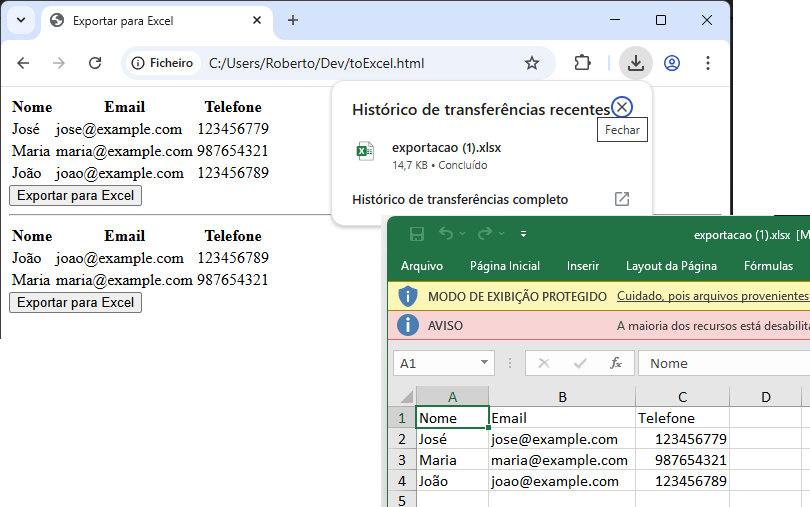 Exportar para Excel
Ficheiro C:/Users/Roberto/Dev/toExcel.html
Nome Email Telefone
José jose@example.com 123456779
Maria maria@example.com 987654321
João joao@example.com 123456789
Exportar para Excel
Nome Email Telefone
João joao@example.com 123456789
Maria maria@example.com 987654321
Exportar para Excel
Histórico de transferências recentes
Fechar
exportacao (1).xlsx
14,7 KB • Concluído
Histórico de transferências completo
exportacao (1).xlsx [M
Arquivo Página Inicial Inserir Layout da Página Fórmulas
MODO DE EXIBIÇÃO PROTEGIDO Cuidado, pois arquivos provenientes
AVISO A maioria dos recursos está desabilit
A1 fx Nome
A B C D
1 Nome Email Telefone
2 José jose@example.com 123456779
3 Maria maria@example.com 987654321
4 João joao@example.com 123456789
5